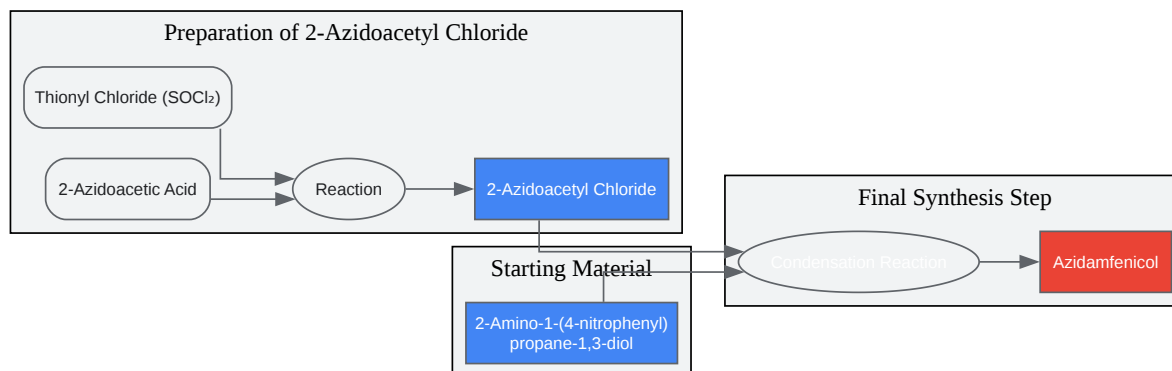 Preparation of 2-Azidoacetyl Chloride
Thionyl Chloride (SOCl₂)
2-Azidoacetic Acid
Reaction
2-Azidoacetyl Chloride
Starting Material
2-Amino-1-(4-nitrophenyl)
propane-1,3-diol
Final Synthesis Step
Condensation Reaction
Azidamfenicol